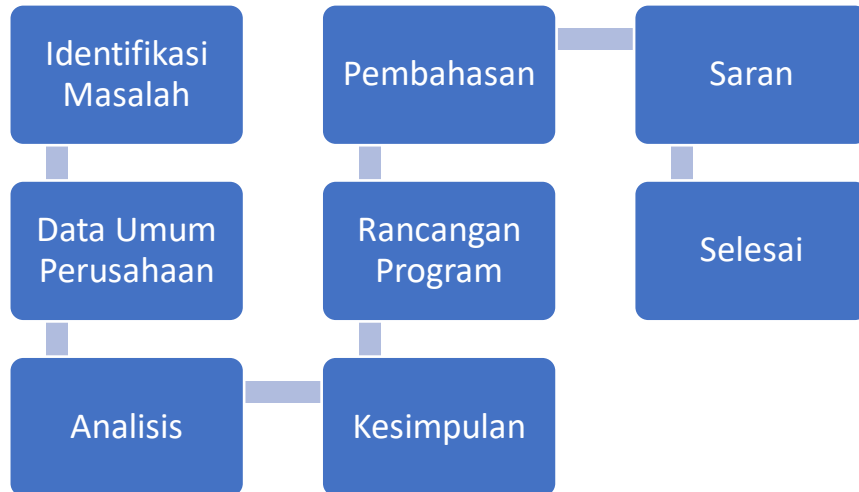 Identifikasi
Masalah
Data Umum
Perusahaan
Analisis
Kesimpulan
Rancangan
Program
Pembahasan
Saran
Selesai